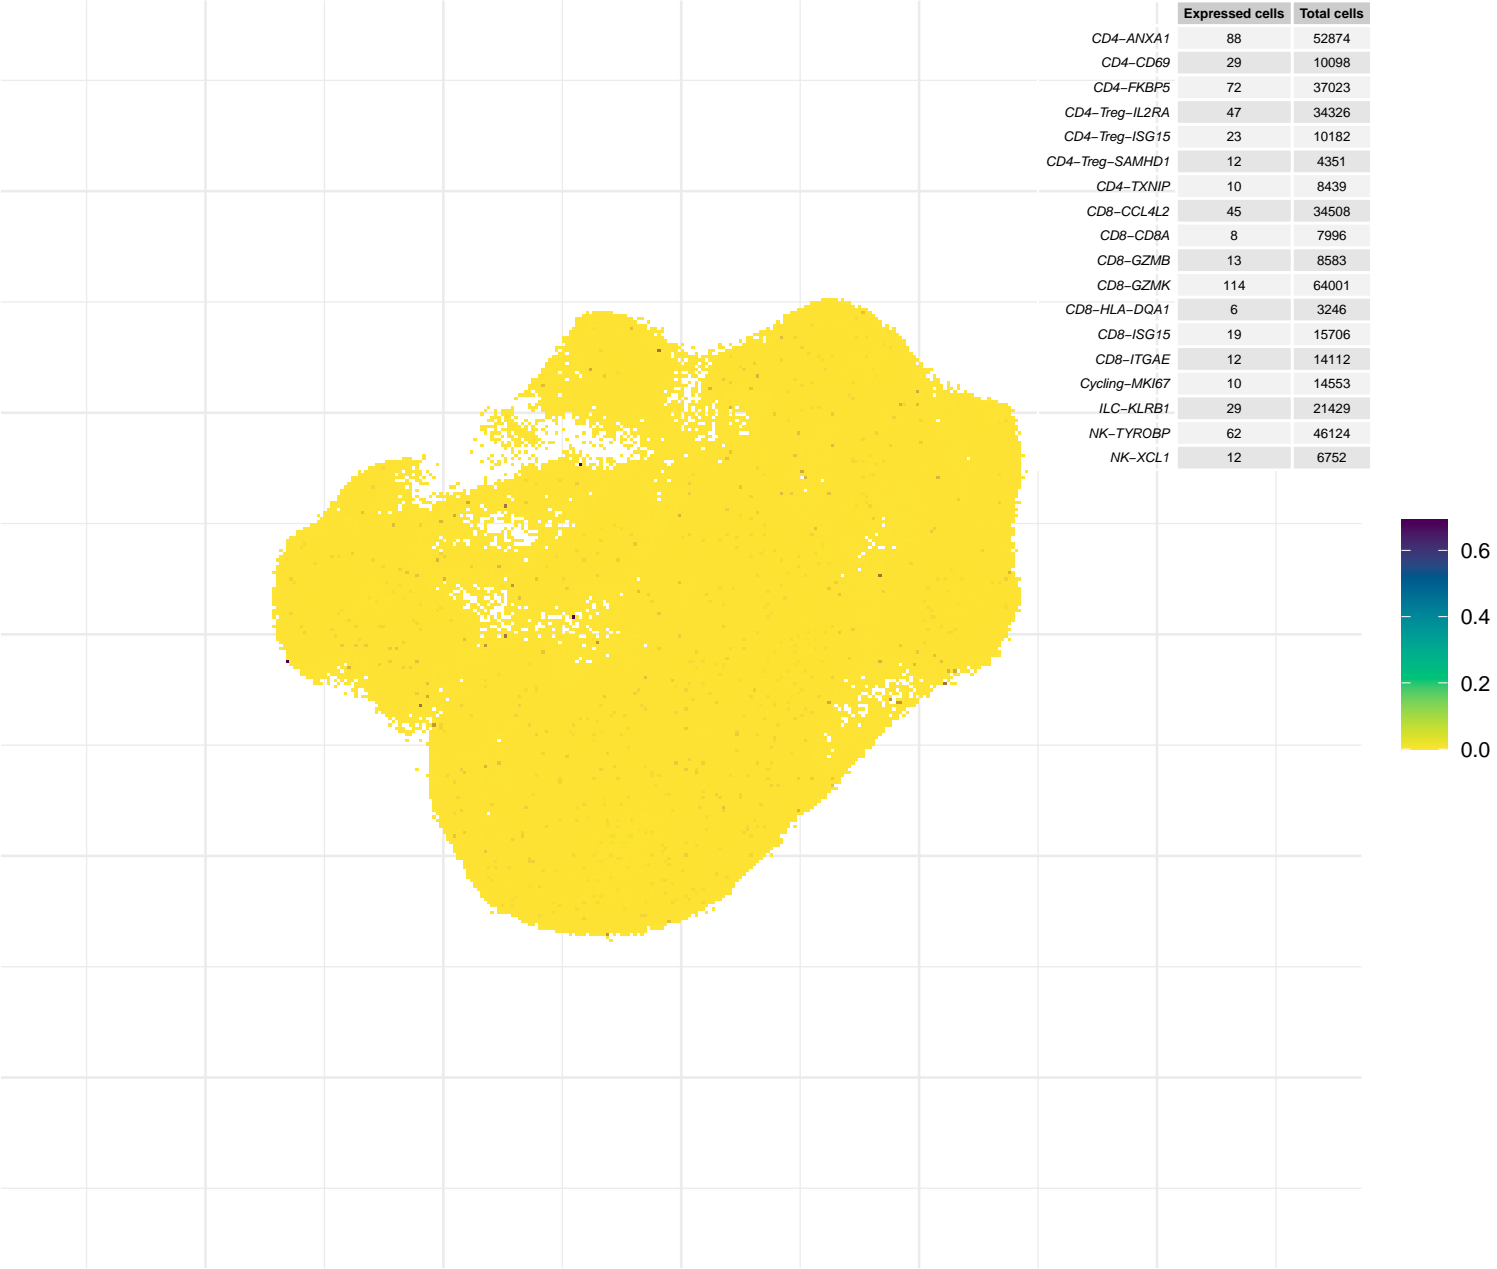 Expressed cells Total cells
CD4−ANXA1 88 52874
CD4−CD69 29 10098
CD4−FKBP5 72 37023
CD4−Treg−IL2RA 47 34326
CD4−Treg−ISG15 23 10182
CD4−Treg−SAMHD1 12 4351
CD4−TXNIP 10 8439
CD8−CCL4L2 45 34508
CD8−CD8A 8 7996
CD8−GZMB 13 8583
CD8−GZMK 114 64001
CD8−HLA−DQA1 6 3246
CD8−ISG15 19 15706
CD8−ITGAE 12 14112
Cycling−MKI67 10 14553
ILC−KLRB1 29 21429
NK−TYROBP 62 46124
NK−XCL1 12 6752
0.6
0.4
0.2
0.0